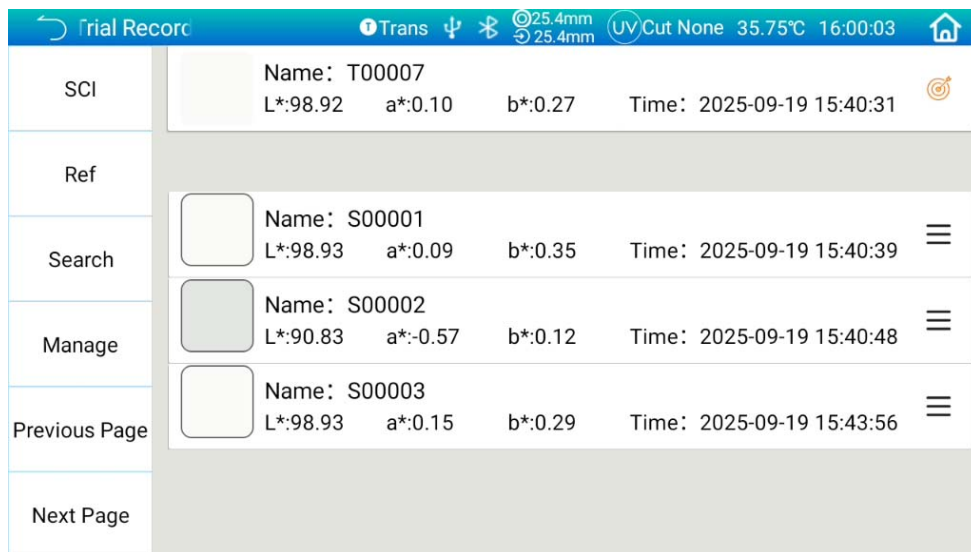 Trial Record
T Trans
25.4mm
25.4mm
UV Cut None 35.75℃ 16:00:03
SCI
Ref
Search
Manage
Previous Page
Next Page
Name：T00007
L*:98.92 a*:0.10 b*:0.27 Time：2025-09-19 15:40:31
Name：S00001
L*:98.93 a*:0.09 b*:0.35 Time：2025-09-19 15:40:39
Name：S00002
L*:90.83 a*:-0.57 b*:0.12 Time：2025-09-19 15:40:48
Name：S00003
L*:98.93 a*:0.15 b*:0.29 Time：2025-09-19 15:43:56